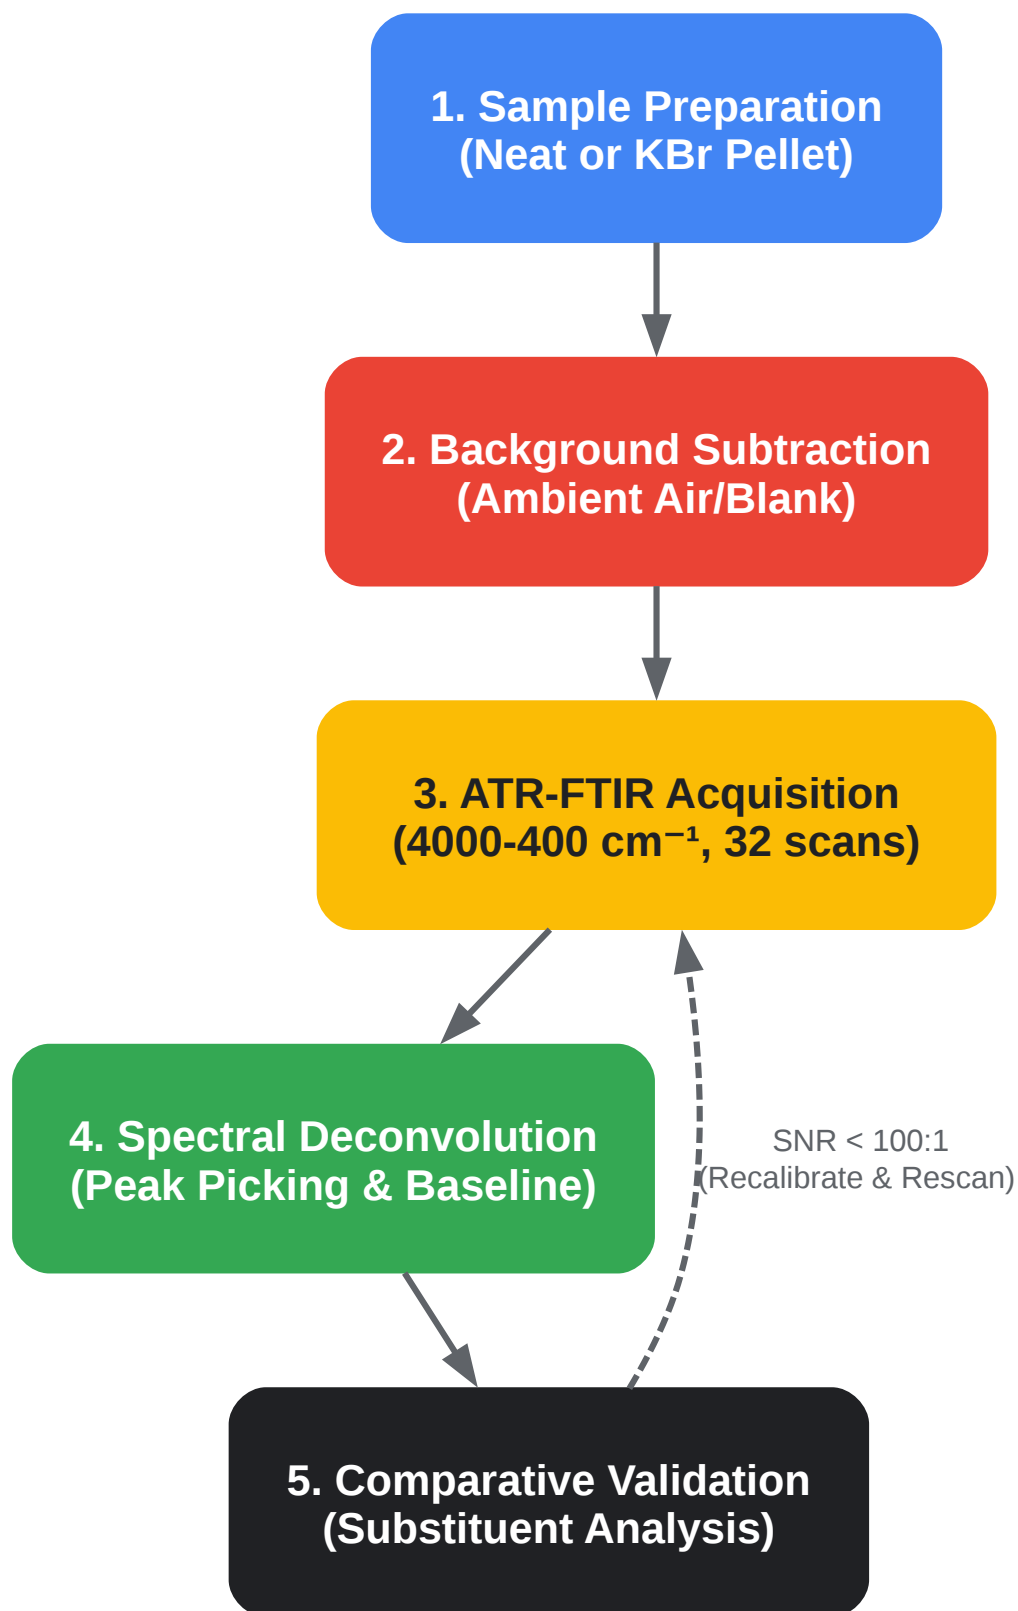 1. Sample Preparation
(Neat or KBr Pellet)
2. Background Subtraction
(Ambient Air/Blank)
3. ATR-FTIR Acquisition
(4000-400 cm⁻¹, 32 scans)
4. Spectral Deconvolution
(Peak Picking & Baseline)
SNR < 100:1
(Recalibrate & Rescan)
5. Comparative Validation
(Substituent Analysis)